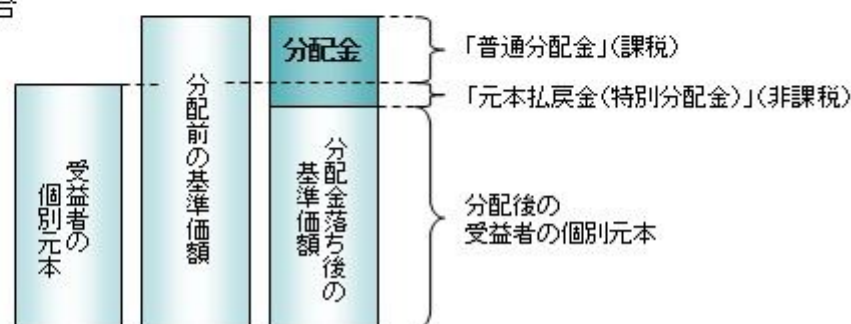 合
受益者の
個別元本
分配前の基準価額
分配金
分配金落ち後の
基準価額
「普通分配金」(課税)
「元本払戻金(特別分配金)」(非課税)
分配後の
受益者の個別元本